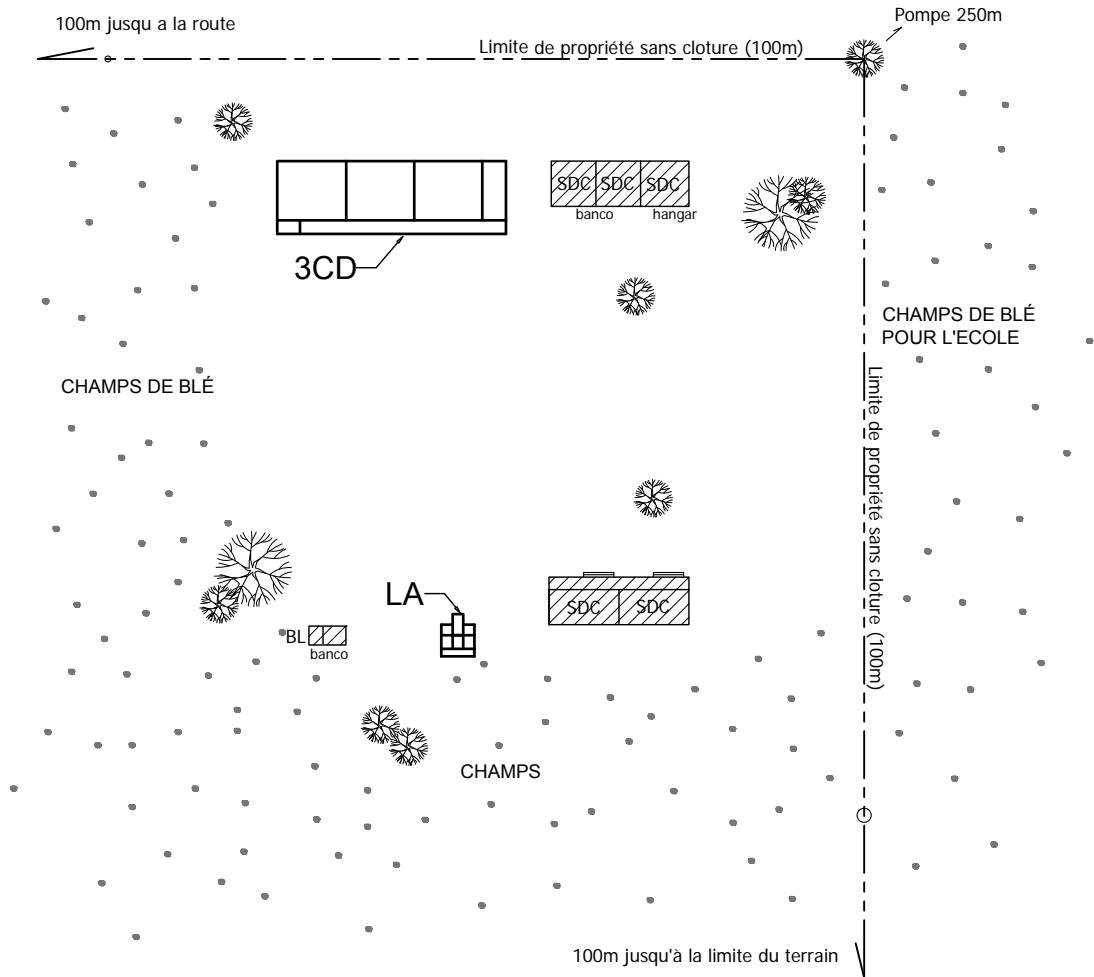 100m jusqu a la route
Pompe 250m
Limite de propriété sans cloture (100m)
SDC SDC SDC
banco hangar
3CD
CHAMPS DE BLÉ
POUR L'ECOLE
CHAMPS DE BLÉ
Limite de propriété sans cloture (100m)
LA
SDC SDC
BL
banco
CHAMPS
100m jusqu'à la limite du terrain